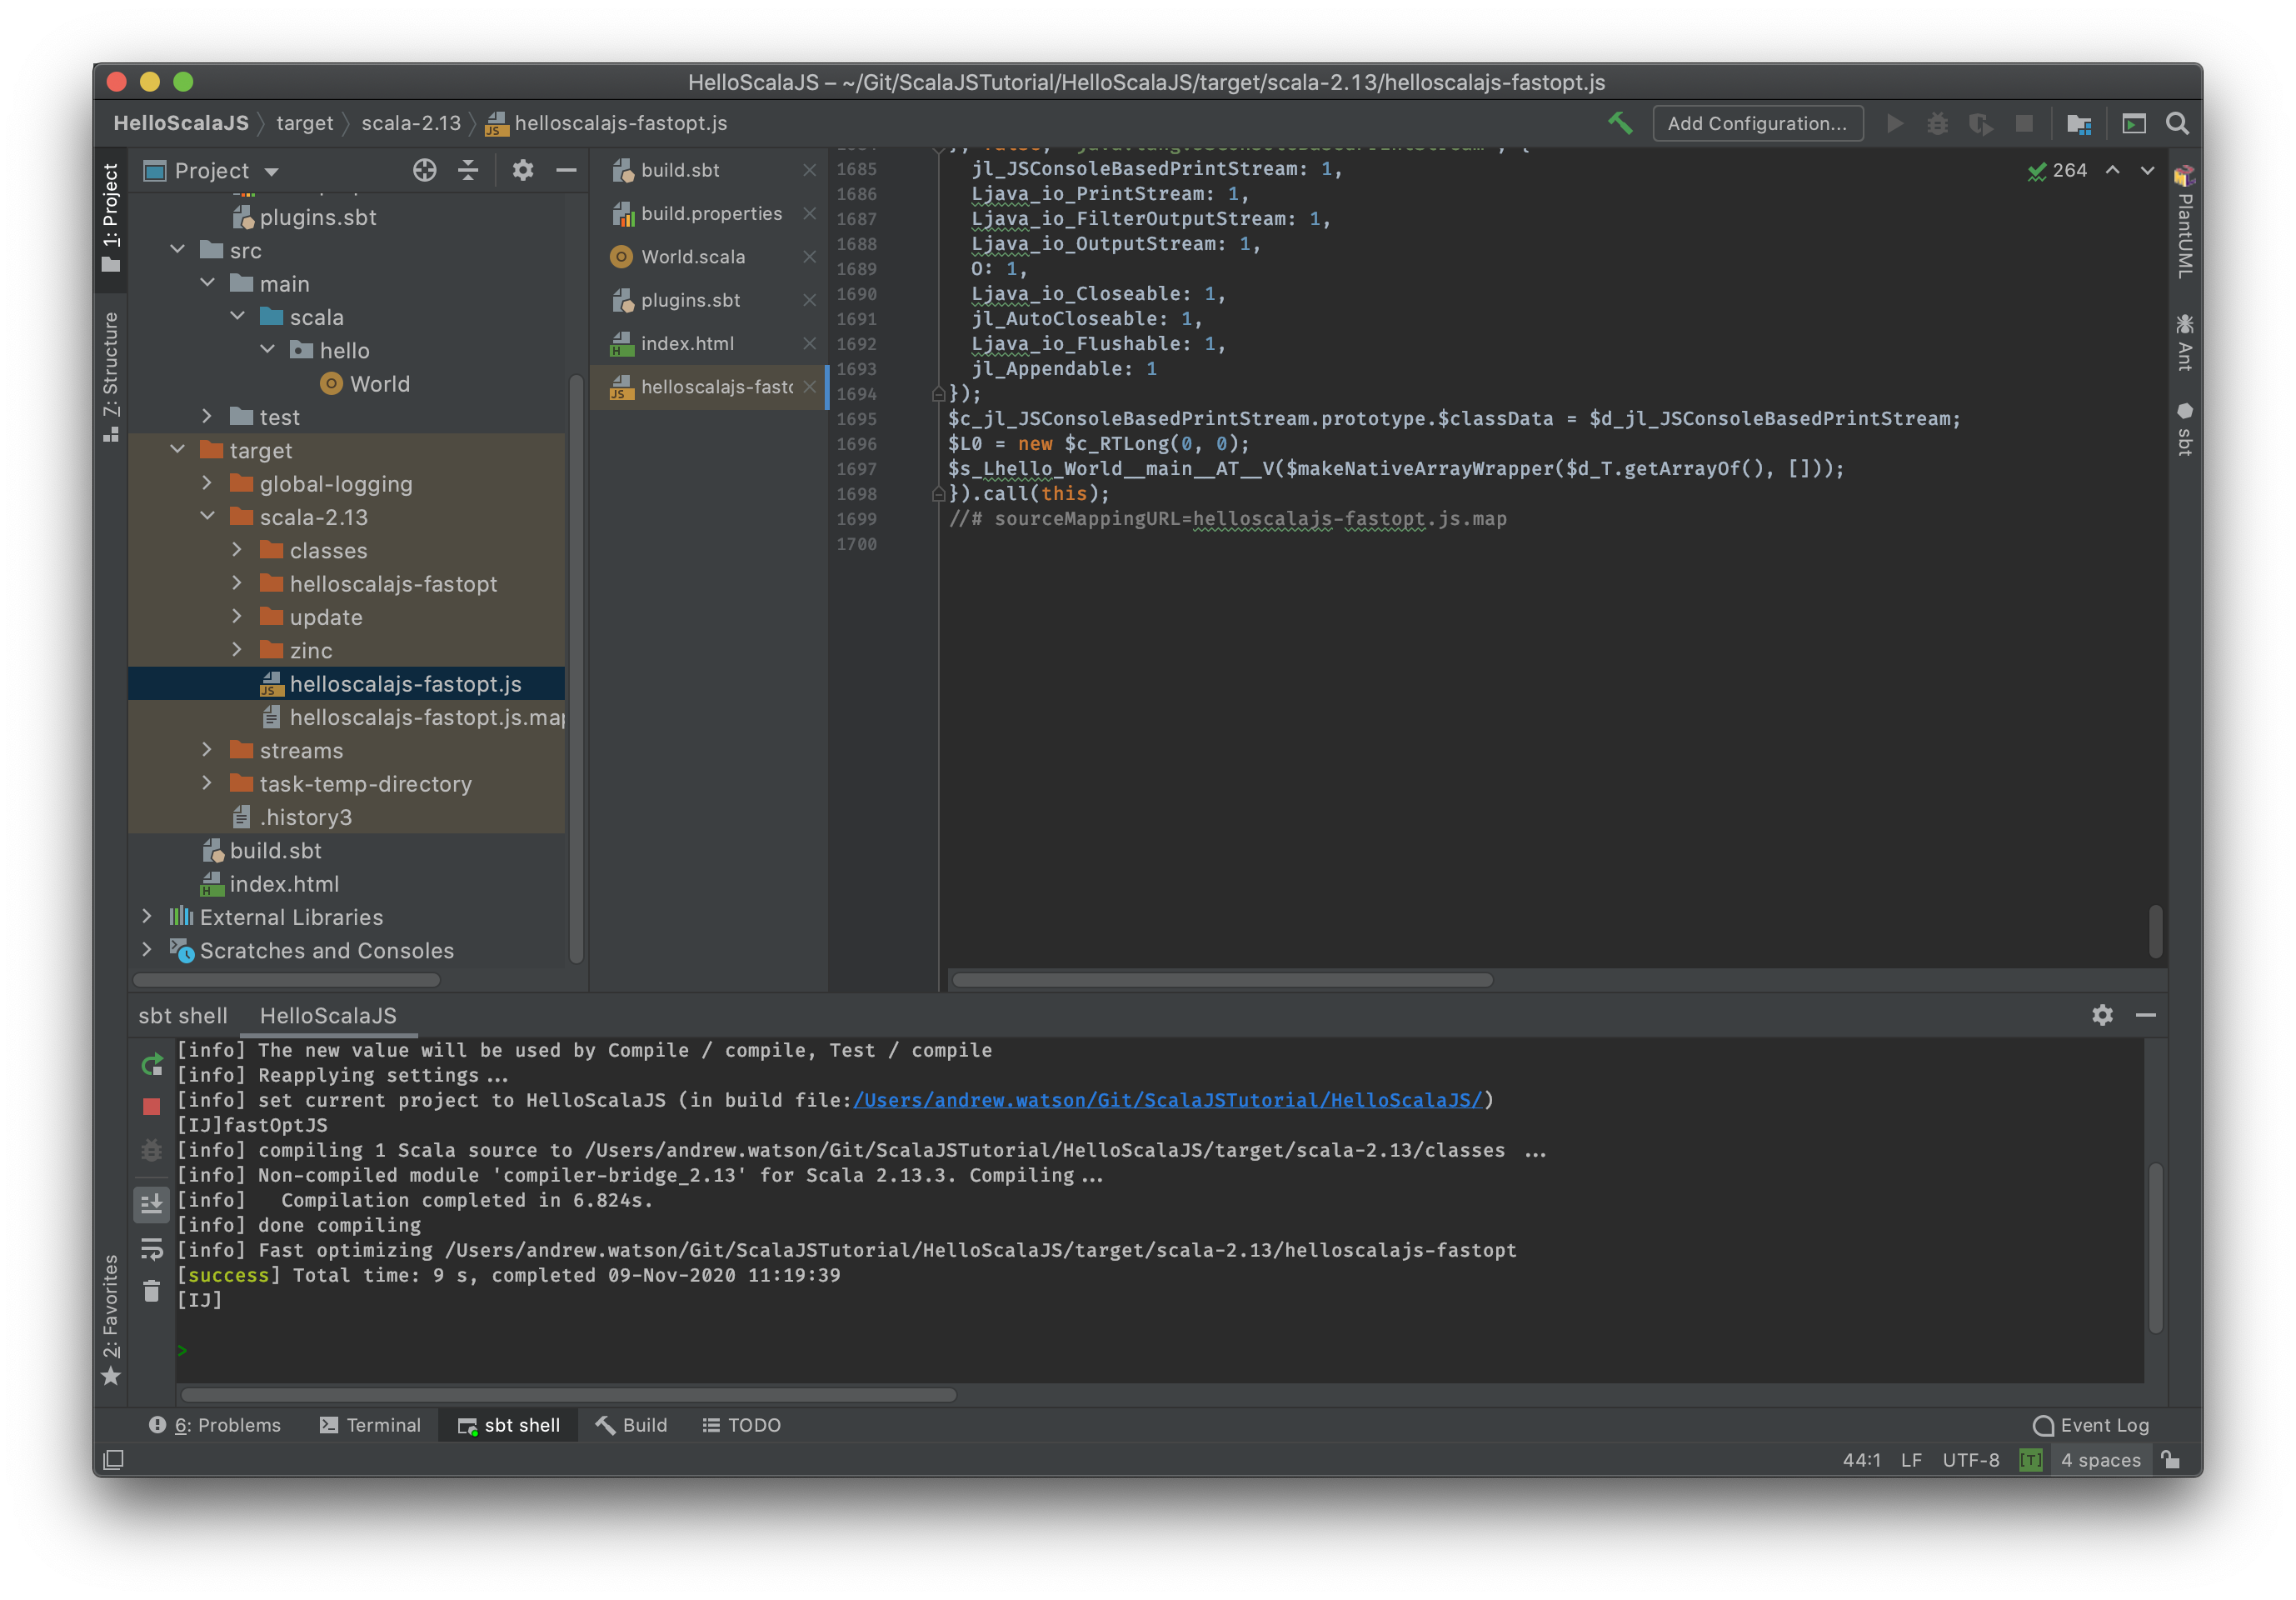 HelloScalaJS – ~/Git/ScalaJSTutorial/HelloScalaJS/target/scala-2.13/helloscalajs-fastopt.js
HelloScalaJS 〉 target 〉 scala-2.13 〉 helloscalajs-fastopt.js
Add Configuration...
1: Project
7: Structure
2: Favorites
Project
plugins.sbt
src
main
scala
hello
World
test
target
global-logging
scala-2.13
classes
helloscalajs-fastopt
update
zinc
helloscalajs-fastopt.js
helloscalajs-fastopt.js.map
streams
task-temp-directory
.history3
build.sbt
index.html
External Libraries
Scratches and Consoles
build.sbt
build.properties
World.scala
plugins.sbt
index.html
helloscalajs-fastc
264
1685 jl_JSConsoleBasedPrintStream: 1,
1686 Ljava_io_PrintStream: 1,
1687 Ljava_io_FilterOutputStream: 1,
1688 Ljava_io_OutputStream: 1,
1689 O: 1,
1690 Ljava_io_Closeable: 1,
1691 jl_AutoCloseable: 1,
1692 Ljava_io_Flushable: 1,
1693 jl_Appendable: 1
1694 });
1695 $c_jl_JSConsoleBasedPrintStream.prototype.$classData = $d_jl_JSConsoleBasedPrintStream;
1696 $L0 = new $c_RTLong(0, 0);
1697 $s_Lhello_World__main__AT__V($makeNativeArrayWrapper($d_T.getArrayOf(), []));
1698 }).call(this);
1699 //# sourceMappingURL=helloscalajs-fastopt.js.map
1700
PlantUML
Ant
sbt
sbt shell HelloScalaJS
[info] The new value will be used by Compile / compile, Test / compile
[info] Reapplying settings...
[info] set current project to HelloScalaJS (in build file:/Users/andrew.watson/Git/ScalaJSTutorial/HelloScalaJS/)
[IJ]fastOptJS
[info] compiling 1 Scala source to /Users/andrew.watson/Git/ScalaJSTutorial/HelloScalaJS/target/scala-2.13/classes ...
[info] Non-compiled module 'compiler-bridge_2.13' for Scala 2.13.3. Compiling...
[info]   Compilation completed in 6.824s.
[info] done compiling
[info] Fast optimizing /Users/andrew.watson/Git/ScalaJSTutorial/HelloScalaJS/target/scala-2.13/helloscalajs-fastopt
[success] Total time: 9 s, completed 09-Nov-2020 11:19:39
[IJ]
>
6: Problems Terminal sbt shell Build TODO Event Log
44:1 LF UTF-8 [T] 4 spaces